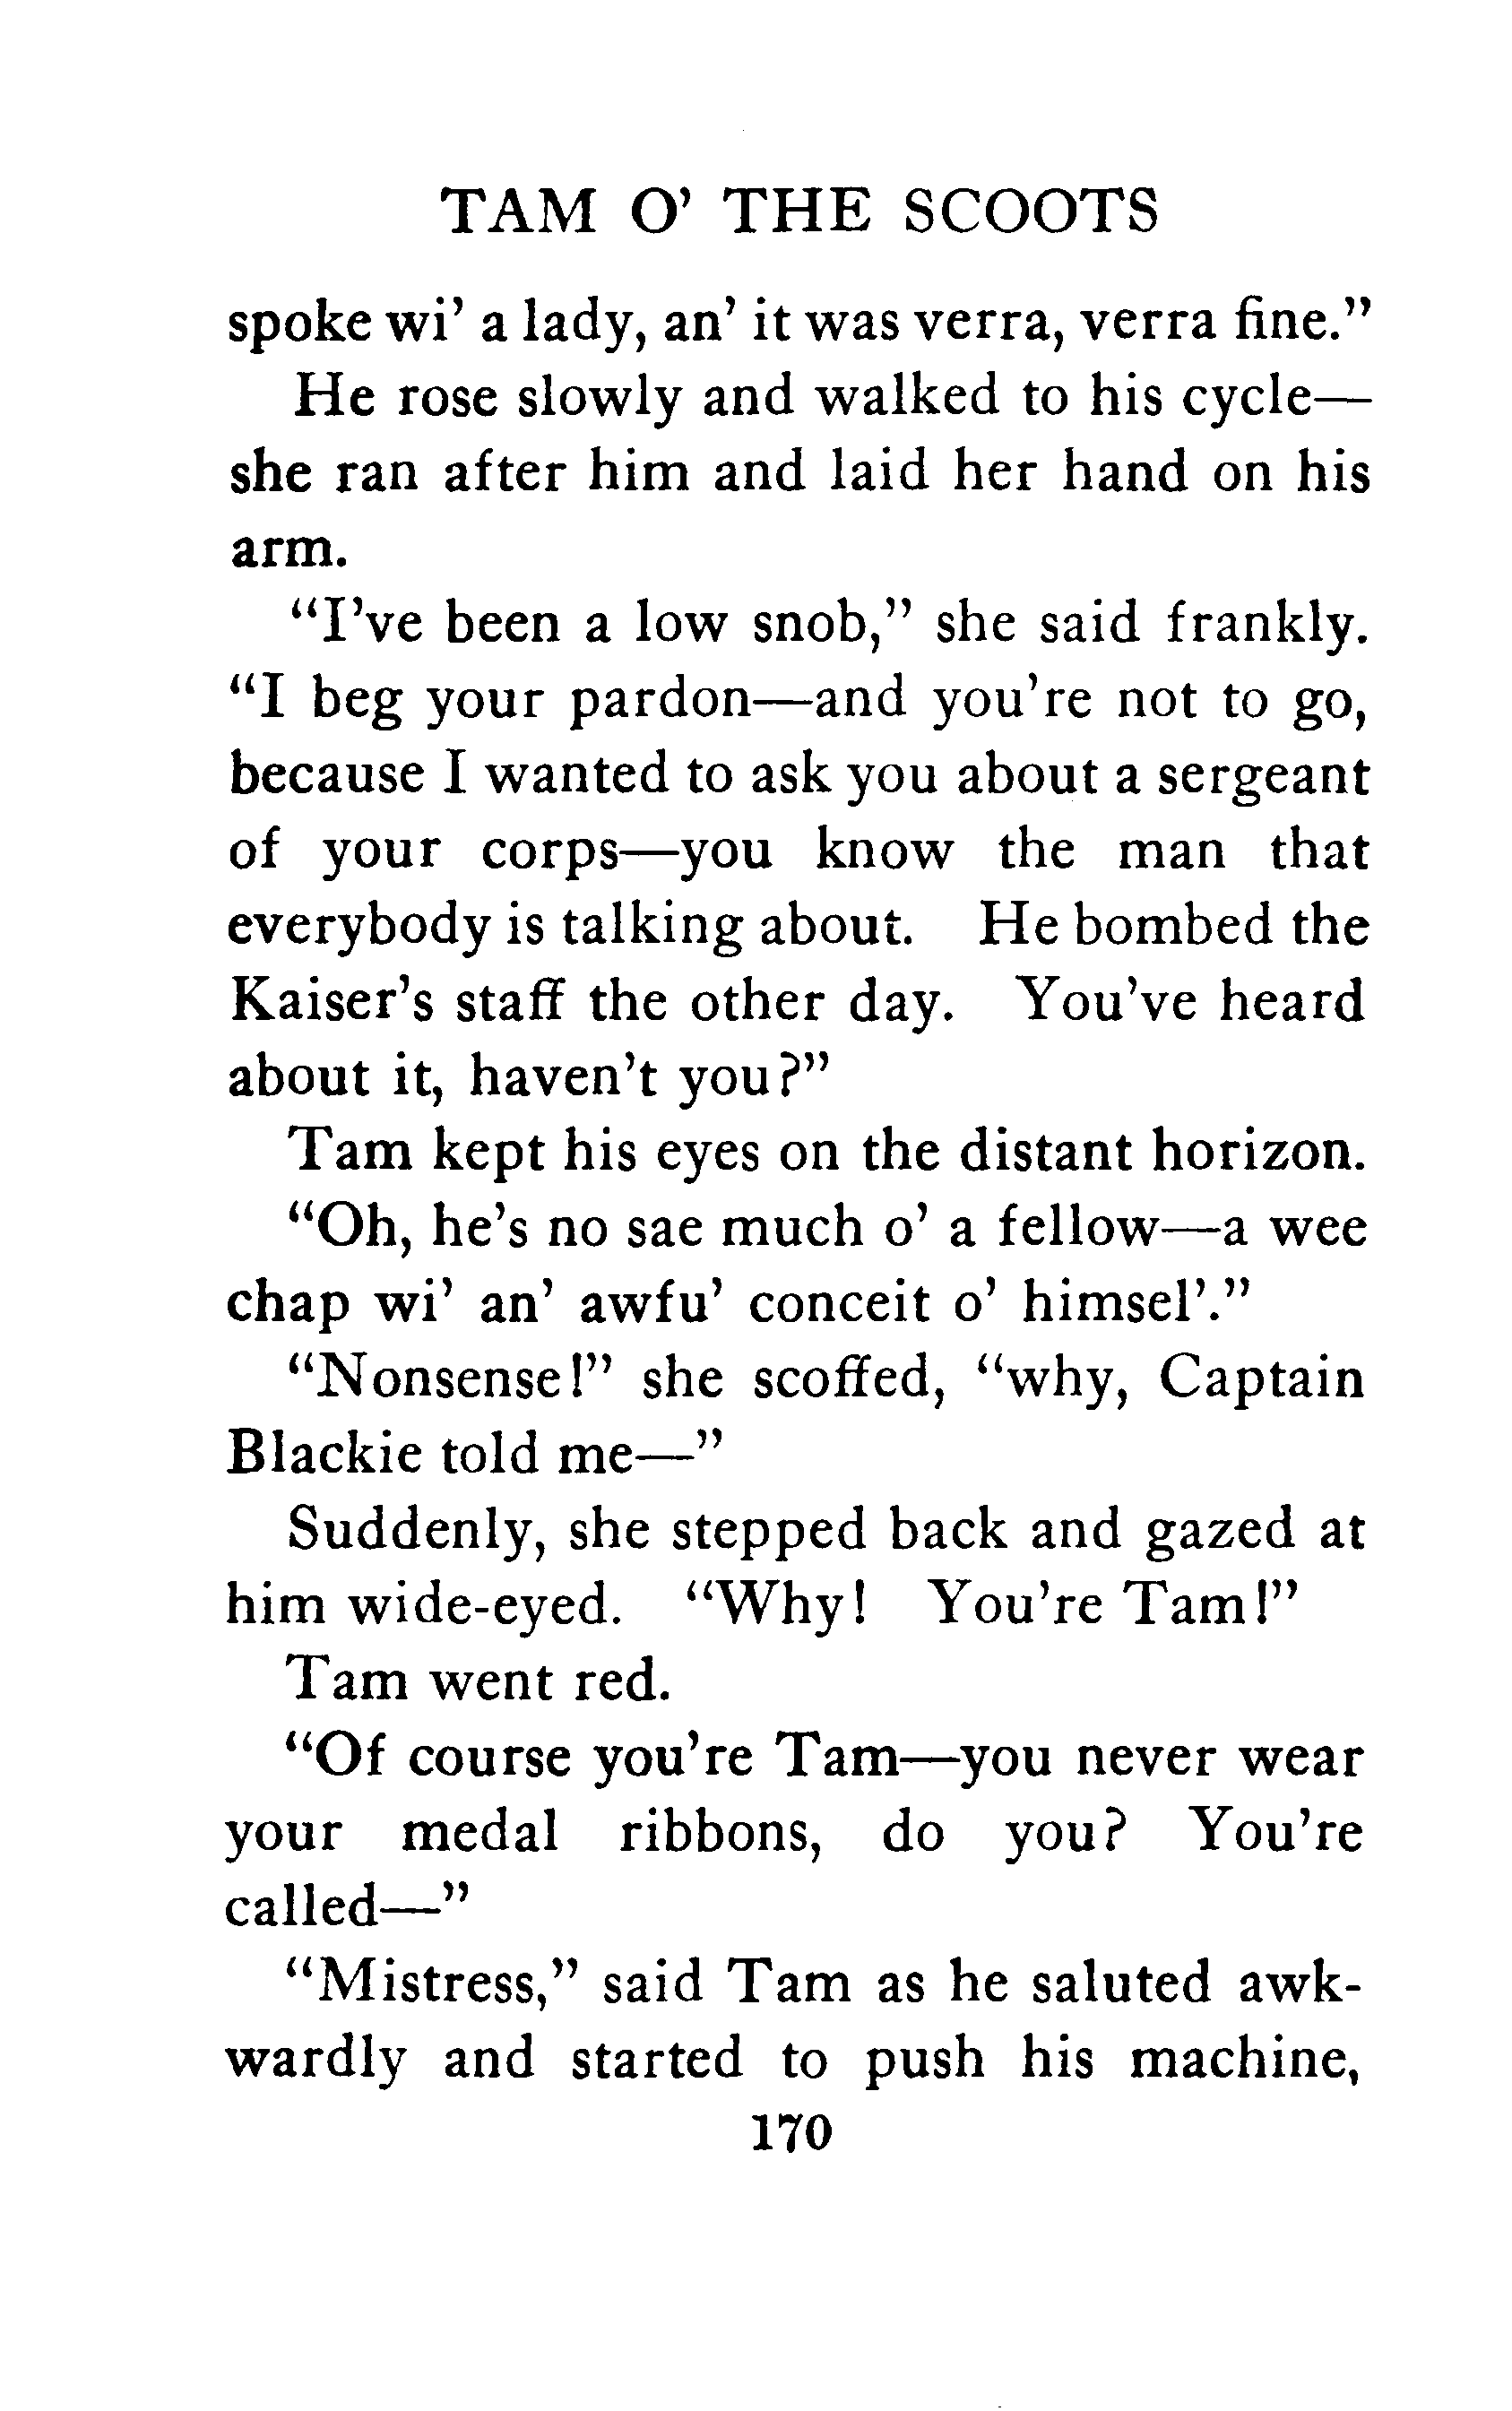 TAM O' THE SCOOTS
spoke wi' a lady, an' it was verra, verra fine."
He rose slowly and walked to his cycle—
she ran after him and laid her hand on his
arm.
"I've been a low snob," she said frankly.
"I beg your pardon—and you're not to go,
because I wanted to ask you about a sergeant
of your corps—you know the man that
everybody is talking about. He bombed the
Kaiser's staff the other day. You've heard
about it, haven't you?"
Tam kept his eyes on the distant horizon.
"Oh, he's no sae much o' a fellow—a wee
chap wi' an' awfu' conceit o' himsel'."
"Nonsense!" she scoffed, "why, Captain
Blackie told me—"
Suddenly, she stepped back and gazed at
him wide-eyed. "Why! You're Tam!"
Tam went red.
"Of course you're Tam—you never wear
your medal ribbons, do you? You're
called—"
"Mistress," said Tam as he saluted awk-
wardly and started to push his machine,
170